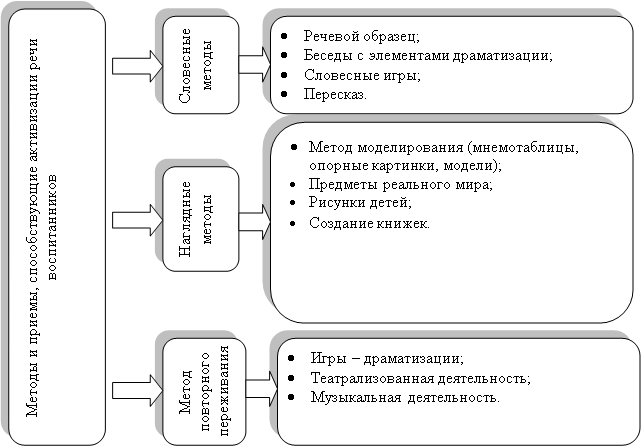 Методы и приемы, способствующие активизации речи
воспитанников
Словесные
методы
Речевой образец;
Беседы с элементами драматизации;
Словесные игры;
Пересказ.
Наглядные
методы
Метод моделирования (мнемотаблицы,
опорные картинки, модели);
Предметы реального мира;
Рисунки детей;
Создание книжек.
Метод
повторного
переживания
Игры – драматизации;
Театрализованная деятельность;
Музыкальная деятельность.